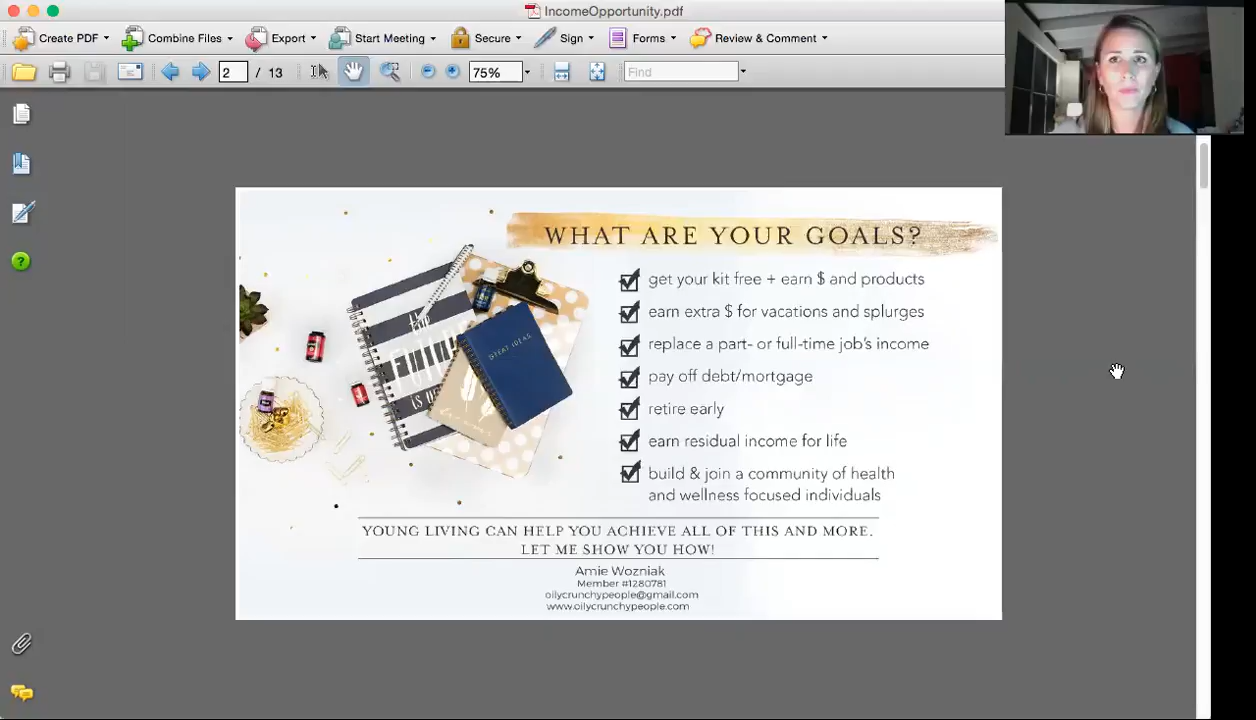 IncomeOpportunity.pdf
Create PDF
Combine Files
Export
Start Meeting
Secure
Sign
Forms
Review & Comment
2 / 13
75%
Find
WHAT ARE YOUR GOALS?
get your kit free + earn $ and products
earn extra $ for vacations and splurges
replace a part- or full-time job's income
pay off debt/mortgage
retire early
earn residual income for life
build & join a community of health
and wellness focused individuals
the
FUTURE
is
GREAT IDEAS
YOUNG LIVING CAN HELP YOU ACHIEVE ALL OF THIS AND MORE.
LET ME SHOW YOU HOW!
Amie Wozniak
Member #1280781
oilycrunchypeople@gmail.com
www.oilycrunchypeople.com